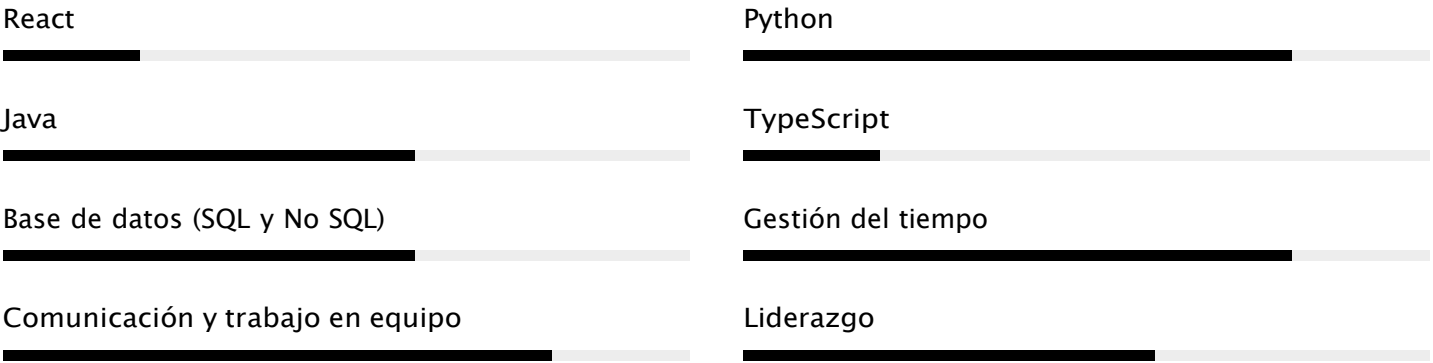 React
Python
Java
TypeScript
Base de datos (SQL y No SQL)
Gestión del tiempo
Comunicación y trabajo en equipo
Liderazgo